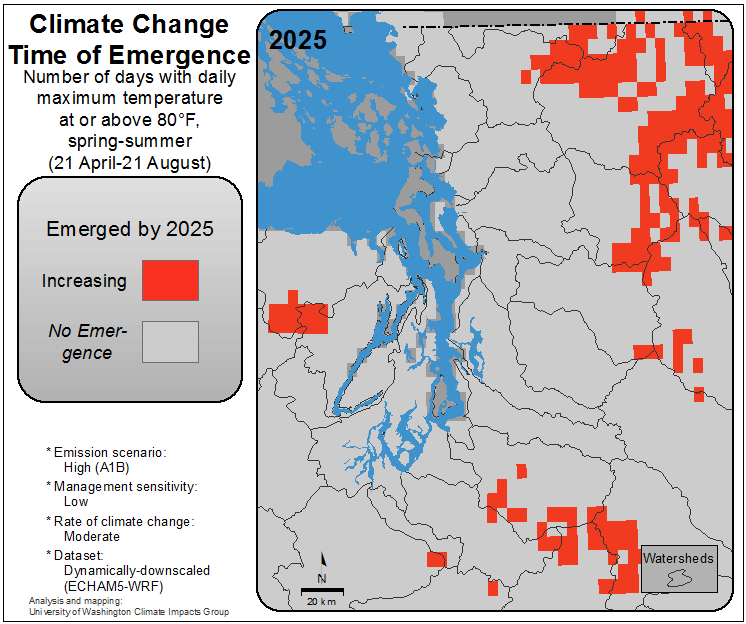 Climate Change
Time of Emergence
Number of days with daily
maximum temperature
at or above 80°F,
spring-summer
(21 April-21 August)
Emerged by 2025
Increasing
No Emer-
gence
* Emission scenario:
High (A1B)
* Management sensitivity:
Low
* Rate of climate change:
Moderate
* Dataset:
Dynamically-downscaled
(ECHAM5-WRF)
Analysis and mapping:
University of Washington Climate Impacts Group
2025
N
20 km
Watersheds